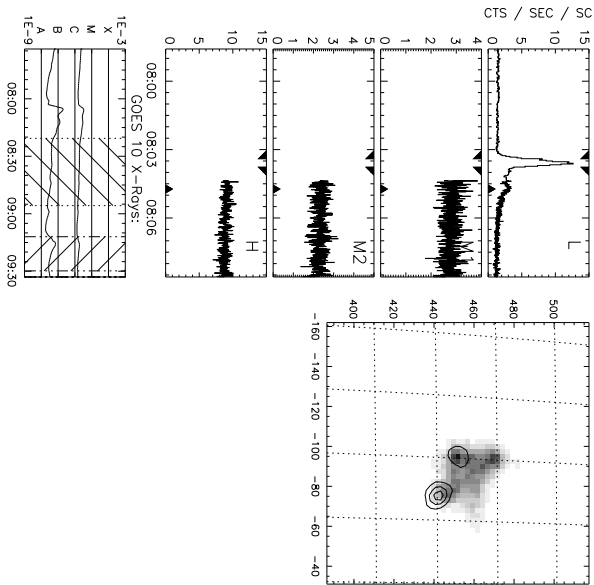 CTS / SEC / SC
0 5 10 15
L
0 1 2 3 4
M1
0 1 2 3 4 5
M2
0 5 10 15
H
08:00 08:03 08:06
GOES 10 X-Rays:
1E-3
X
M
C
B
A
1E-9
08:00 08:30 09:00 09:30
500
480
460
440
420
400
-160 -140 -120 -100 -80 -60 -40